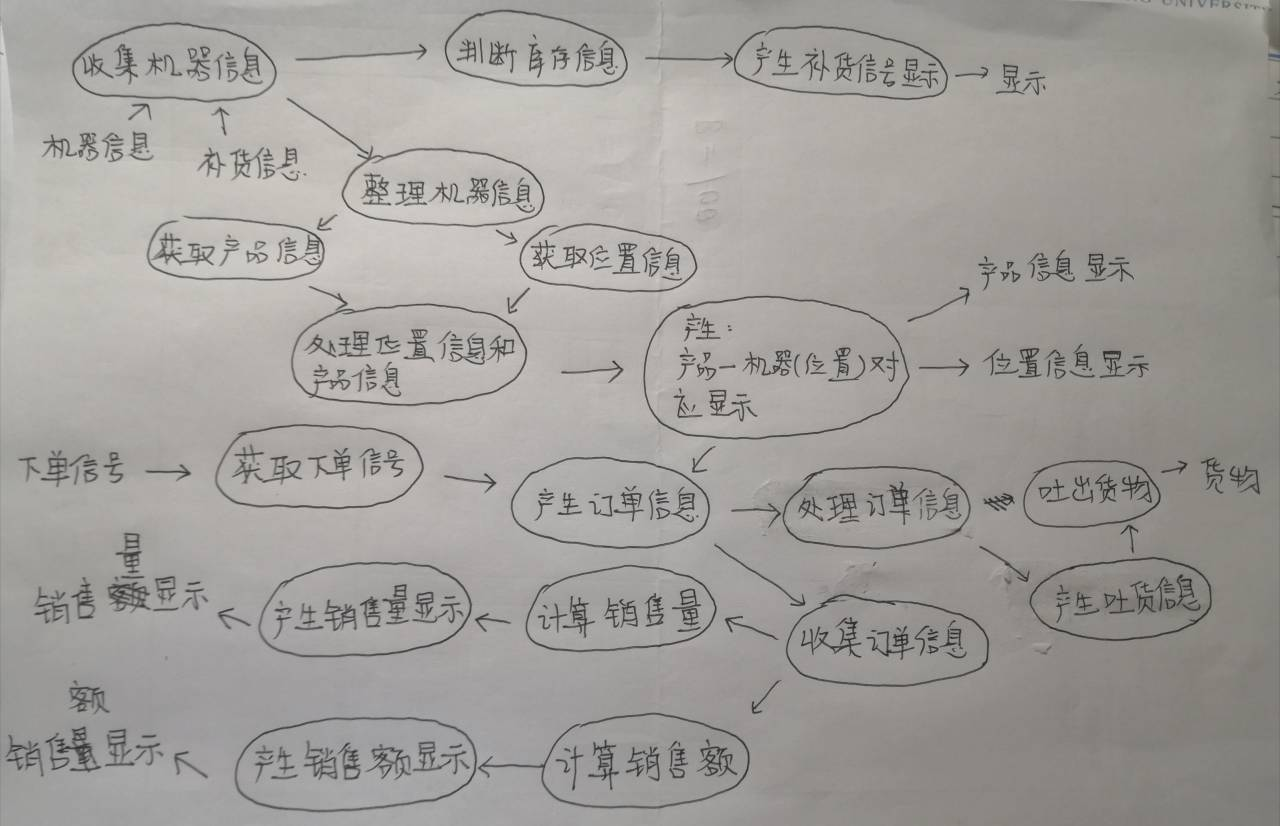 UNIVERSIT
收集机器信息
判断库存信息
产生补货信号显示
显示
机器信息
补货信息
整理机器信息
获取产品信息
获取位置信息
处理位置信息和
产品信息
产生:
产品一机器(位置)对
应显示
产品信息显示
位置信息显示
下单信号
获取下单信号
产生订单信息
处理订单信息
吐出货物
货物
产生吐货信息
量
销售显示
产生销售量显示
计算销售量
收集订单信息
额
销售显示
产生销售额显示
计算销售额